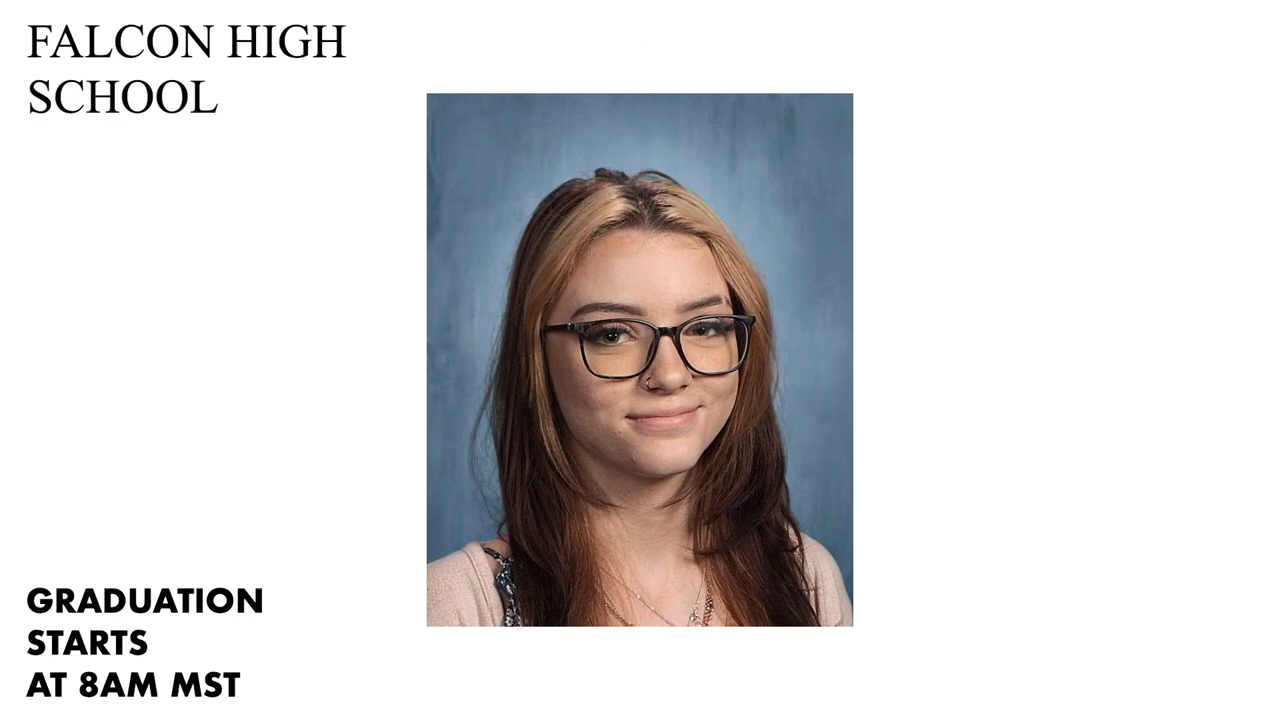 FALCON HIGH
SCHOOL
GRADUATION
STARTS
AT 8AM MST